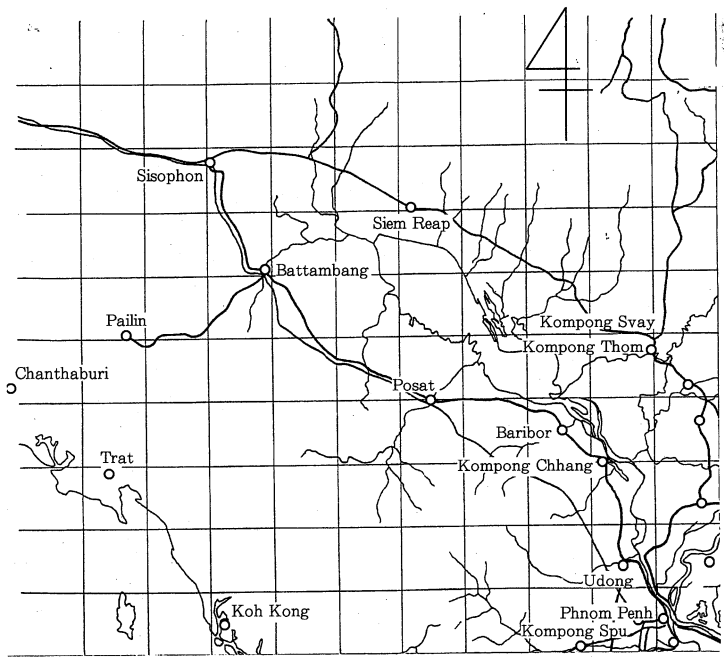 4
Sisophon
Siem Reap
Battambang
Pailin
Kompong Svay
Kompong Thom
Chanthaburi
Posat
Baribor
Trat
Kompong Chhang
Udong
Koh Kong
Phnom Penh
Kompong Spu